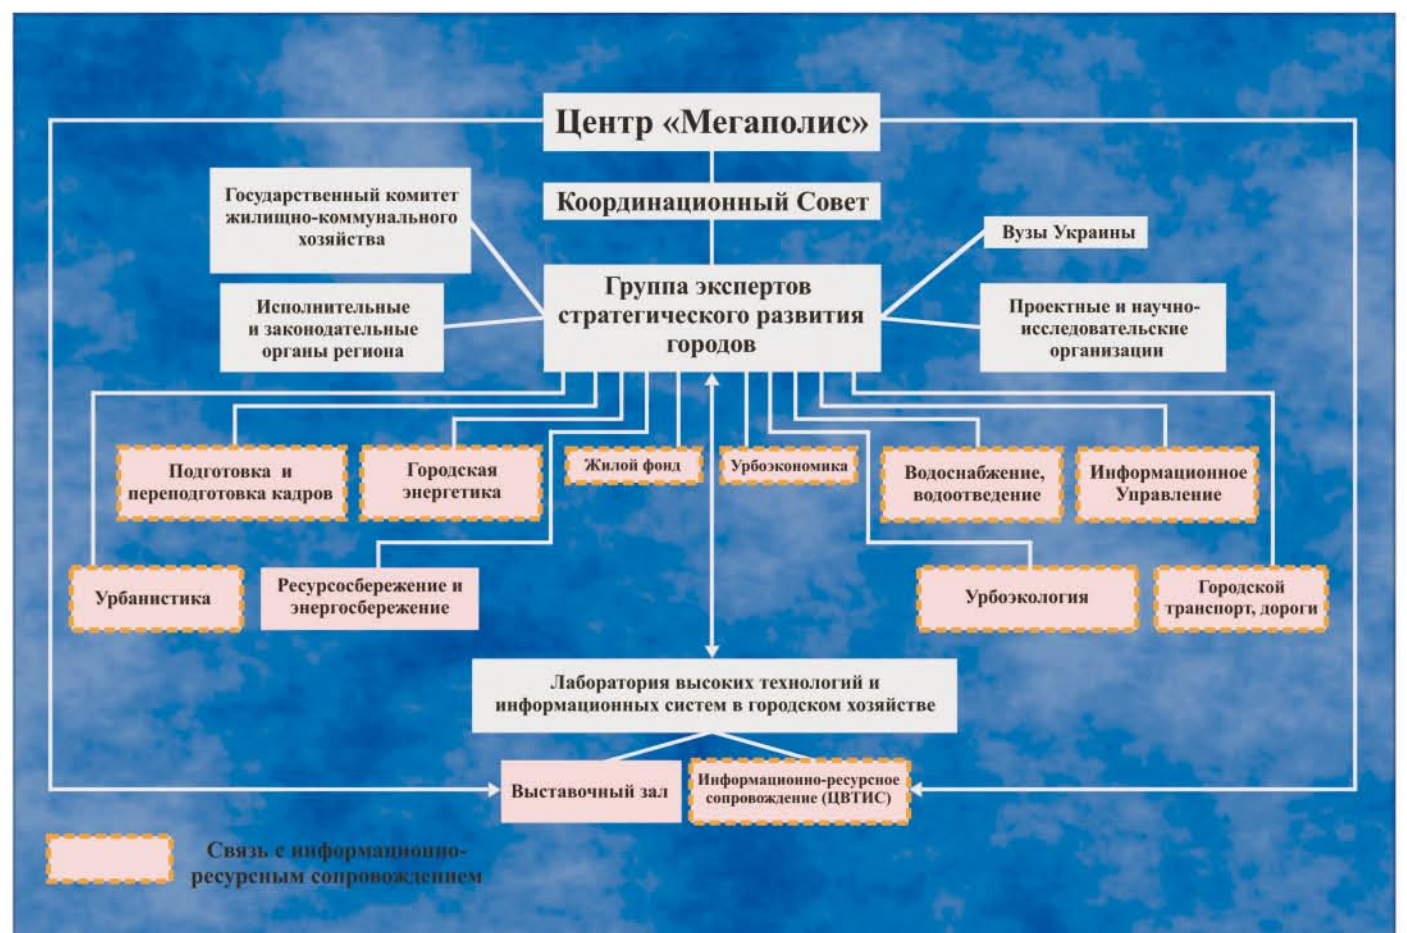 Центр «Мегаполис»
Государственный комитет
жилищно-коммунального
хозяйства
Координационный Совет
Вузы Украины
Исполнительные
и законодательные
органы региона
Группа экспертов
стратегического развития
городов
Проектные и научно-
исследовательские
организации
Подготовка и
переподготовка кадров
Городская
энергетика
Жилой фонд
Урбоэкономика
Водоснабжение,
водоотведение
Информационное
Управление
Урбанистика
Ресурсосбережение и
энергосбережение
Урбоэкология
Городской
транспорт, дороги
Лаборатория высоких технологий и
информационных систем в городском хозяйстве
Выставочный зал
Информационно-ресурсное
сопровождение (ЦВТИС)
Связь с информационно-
ресурсным сопровождением